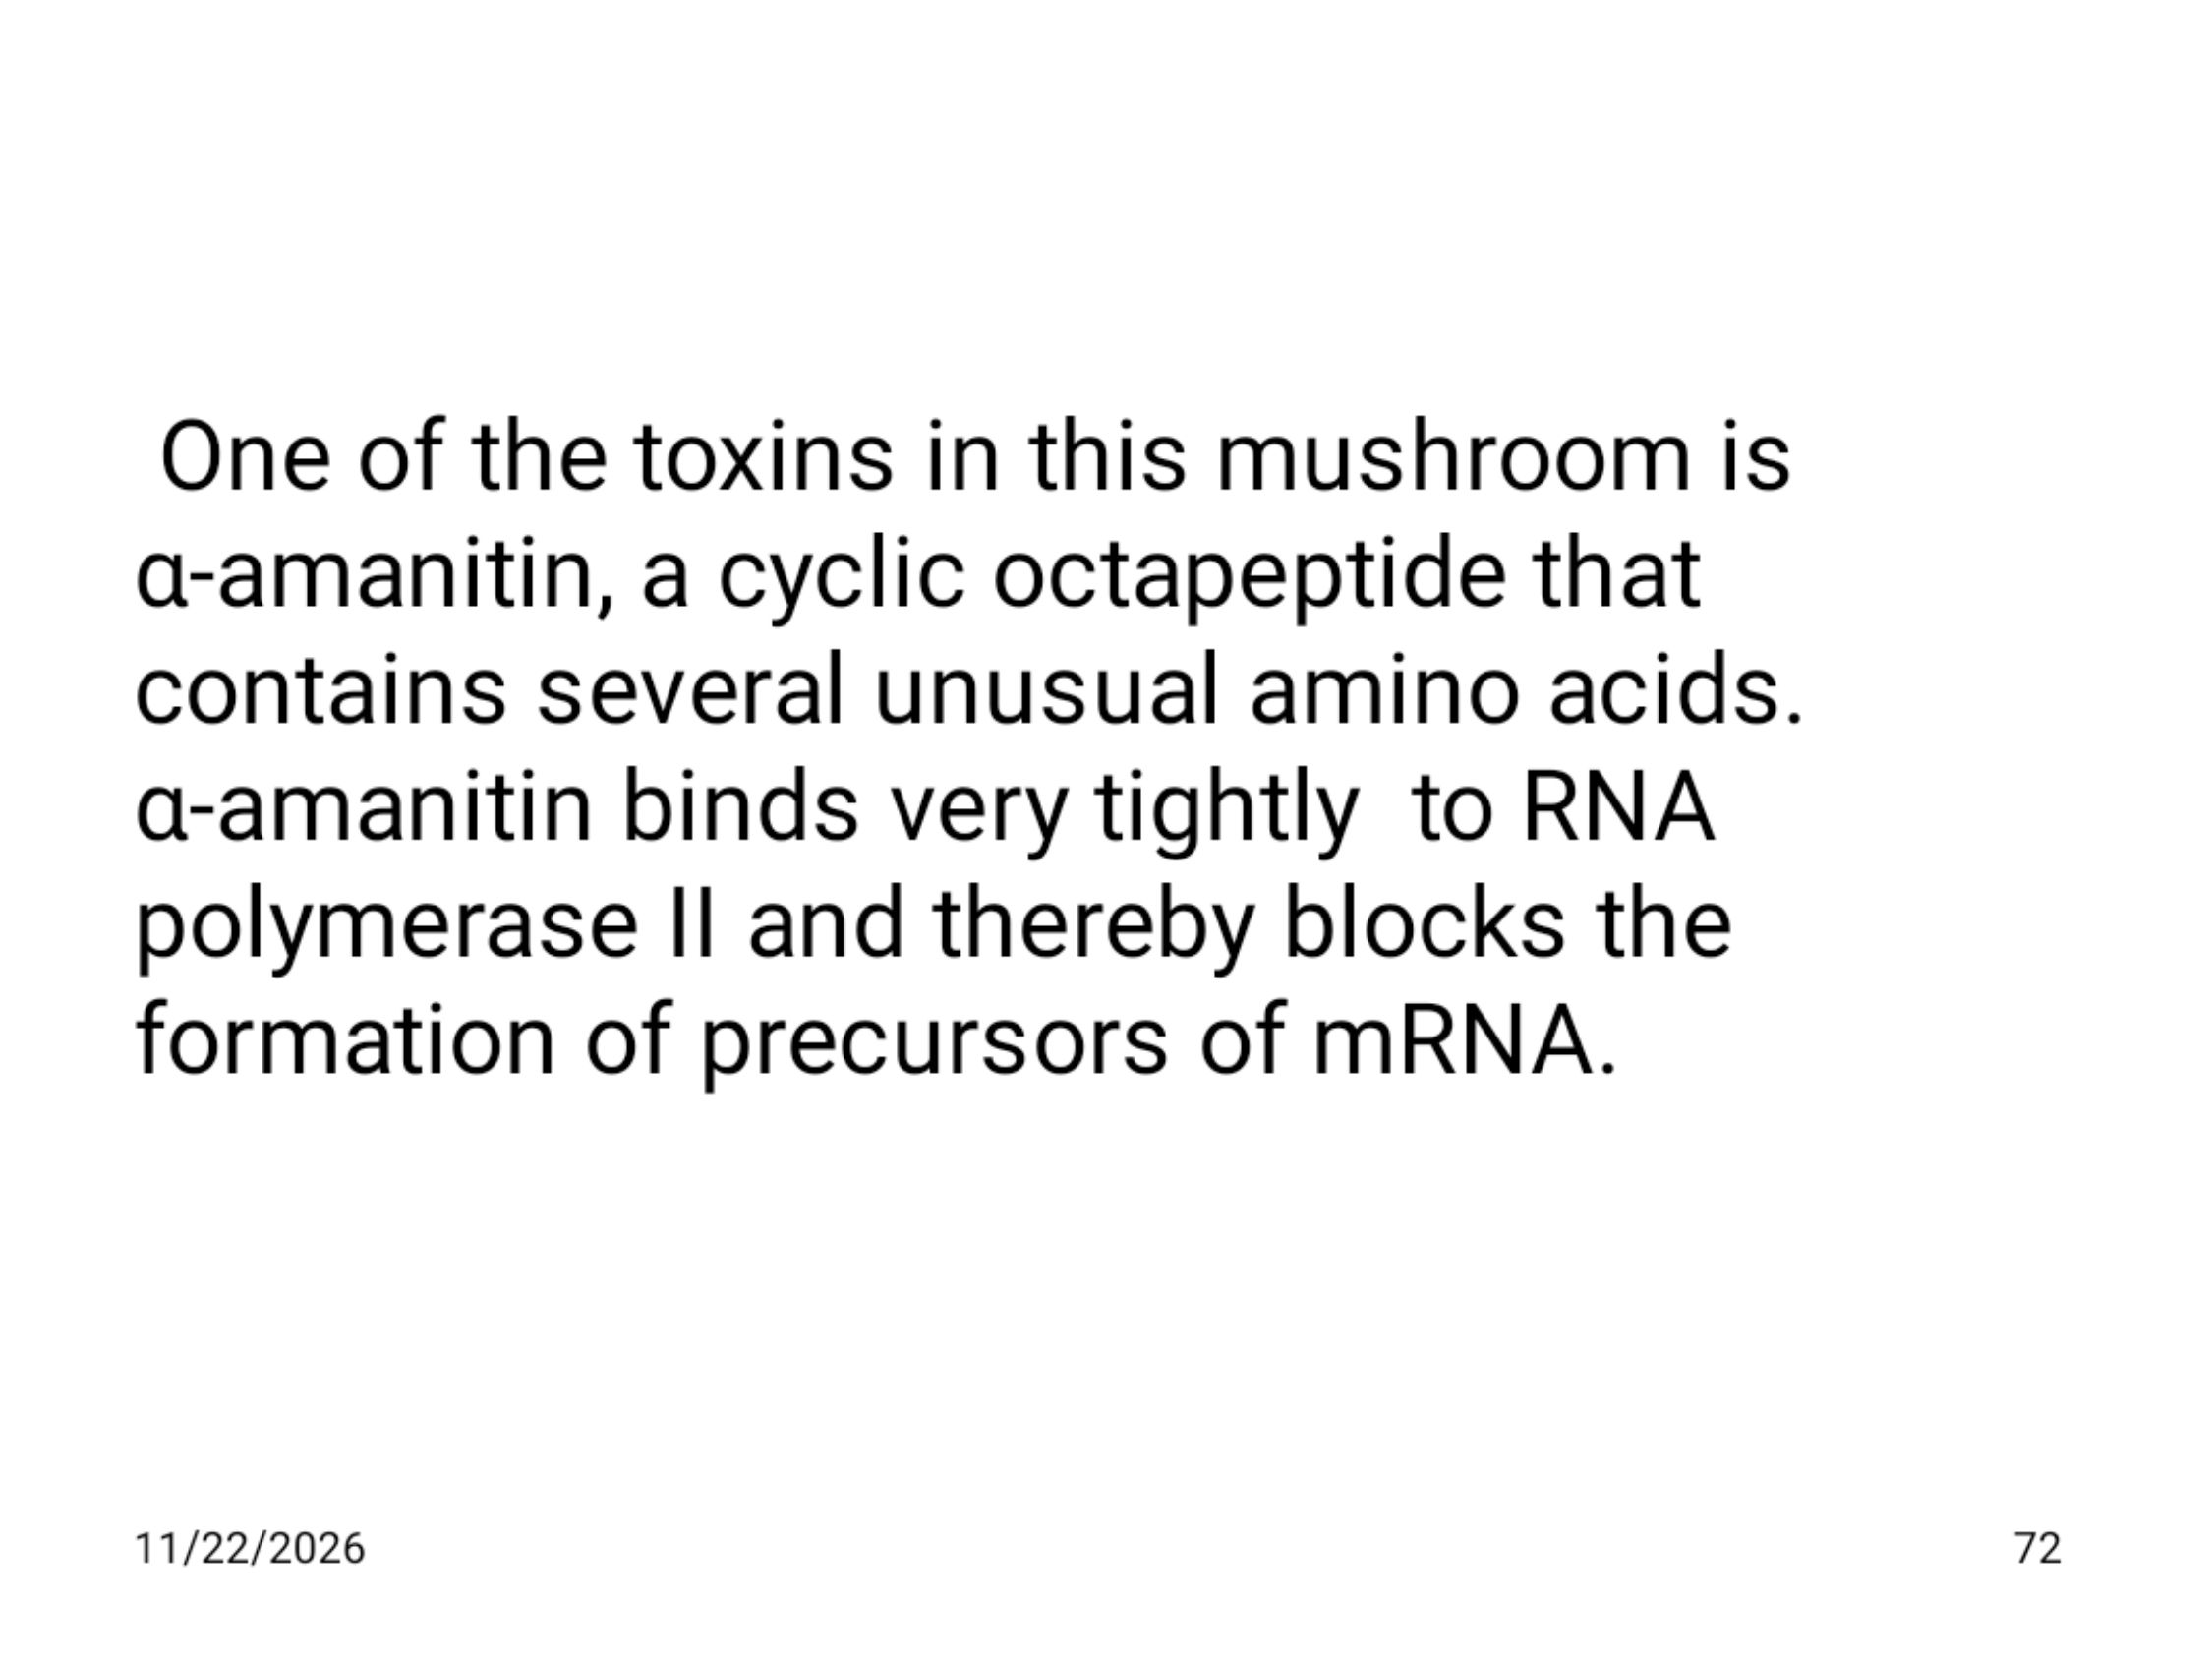 One of the toxins in this mushroom is
α-amanitin, a cyclic octapeptide that
contains several unusual amino acids.
α-amanitin binds very tightly  to RNA
polymerase II and thereby blocks the
formation of precursors of mRNA.
11/22/2026
72